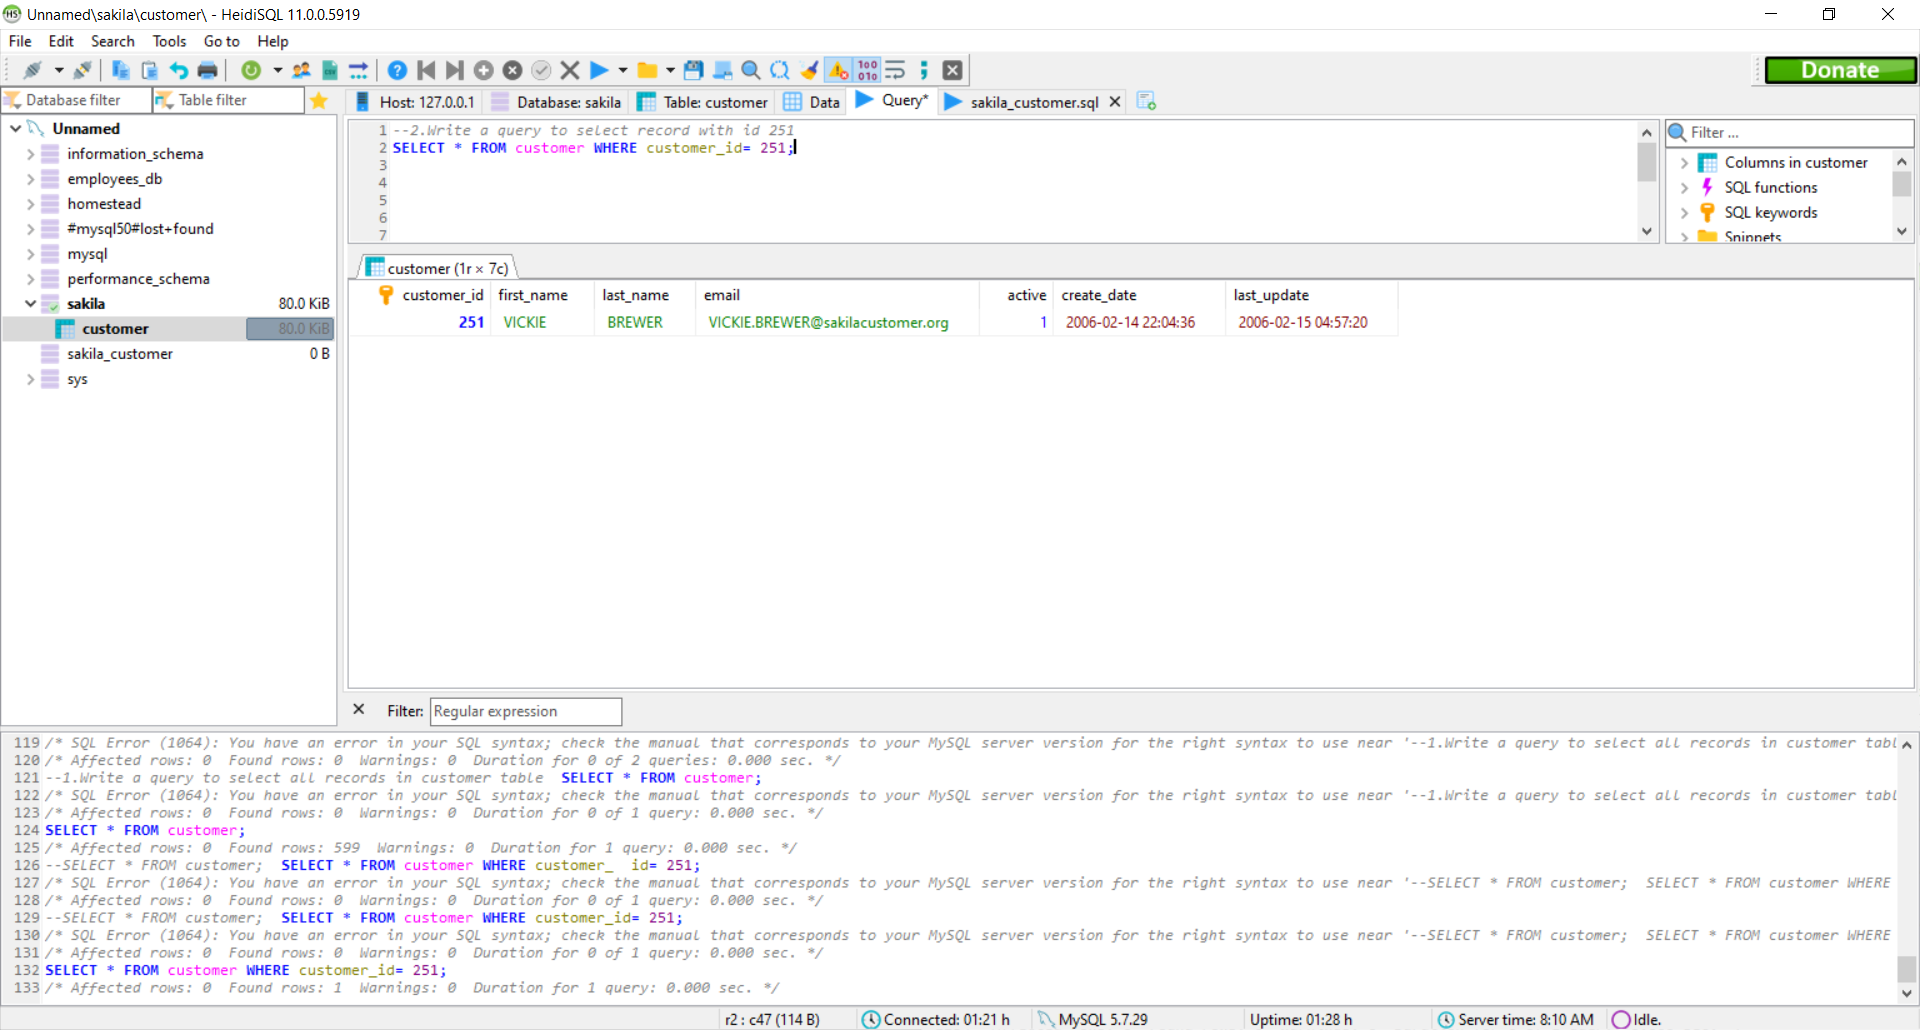 Unnamed\sakila\customer\ - HeidiSQL 11.0.0.5919
File Edit Search Tools Go to Help
Donate
Database filter Table filter
Host: 127.0.0.1 Database: sakila Table: customer Data Query* sakila_customer.sql
Unnamed
information_schema
employees_db
homestead
#mysql50#lost+found
mysql
performance_schema
sakila 80.0 KiB
customer 80.0 KiB
sakila_customer 0 B
sys
1 --2.Write a query to select record with id 251
2 SELECT * FROM customer WHERE customer_id= 251;
3
4
5
6
7
Filter ...
Columns in customer
SQL functions
SQL keywords
Snippets
customer (1r × 7c)
customer_id first_name last_name email active create_date last_update
251 VICKIE BREWER VICKIE.BREWER@sakilacustomer.org 1 2006-02-14 22:04:36 2006-02-15 04:57:20
Filter: Regular expression
119 /* SQL Error (1064): You have an error in your SQL syntax; check the manual that corresponds to your MySQL server version for the right syntax to use near '--1.Write a query to select all records in customer tabl
120 /* Affected rows: 0 Found rows: 0 Warnings: 0 Duration for 0 of 2 queries: 0.000 sec. */
121 --1.Write a query to select all records in customer table SELECT * FROM customer;
122 /* SQL Error (1064): You have an error in your SQL syntax; check the manual that corresponds to your MySQL server version for the right syntax to use near '--1.Write a query to select all records in customer tabl
123 /* Affected rows: 0 Found rows: 0 Warnings: 0 Duration for 0 of 1 query: 0.000 sec. */
124 SELECT * FROM customer;
125 /* Affected rows: 0 Found rows: 599 Warnings: 0 Duration for 1 query: 0.000 sec. */
126 --SELECT * FROM customer; SELECT * FROM customer WHERE customer_ id= 251;
127 /* SQL Error (1064): You have an error in your SQL syntax; check the manual that corresponds to your MySQL server version for the right syntax to use near '--SELECT * FROM customer; SELECT * FROM customer WHERE
128 /* Affected rows: 0 Found rows: 0 Warnings: 0 Duration for 0 of 1 query: 0.000 sec. */
129 --SELECT * FROM customer; SELECT * FROM customer WHERE customer_id= 251;
130 /* SQL Error (1064): You have an error in your SQL syntax; check the manual that corresponds to your MySQL server version for the right syntax to use near '--SELECT * FROM customer; SELECT * FROM customer WHERE
131 /* Affected rows: 0 Found rows: 0 Warnings: 0 Duration for 0 of 1 query: 0.000 sec. */
132 SELECT * FROM customer WHERE customer_id= 251;
133 /* Affected rows: 0 Found rows: 1 Warnings: 0 Duration for 1 query: 0.000 sec. */
r2 : c47 (114 B) Connected: 01:21 h MySQL 5.7.29 Uptime: 01:28 h Server time: 8:10 AM Idle.